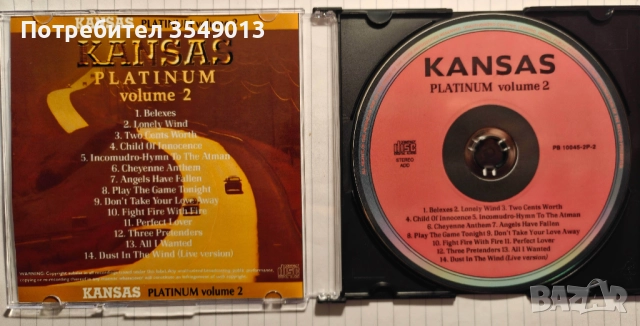 KANSAS PLATINUM volume 2
Потребител 3549013
KANSAS
PLATINUM
volume 2
1. Belexes
2. Lonely Wind
3. Two Cents Worth
4. Child Of Innocence
5. Incomudro-Hymn To The Atman
6. Cheyenne Anthem
7. Angels Have Fallen
8. Play The Game Tonight
9. Don't Take Your Love Away
10. Fight Fire With Fire
11. Perfect Lover
12. Three Pretenders
13. All I Wanted
14. Dust In The Wind (Live version)
KANSAS PLATINUM volume 2
KANSAS
PLATINUM volume 2
STEREO
ADD
PB 10040-2P-2
1. Belexes 2. Lonely Wind 3. Two Cents Worth
4. Child Of Innocence 5. Incomudro-Hymn To The Atman
6. Cheyenne Antham 7. Angels Have Fallen
8. Play The Game Tonight 9. Don't Take Your Love Away
10. Fight Fire With Fire 11. Perfect Lover
12. Three Pretenders 13. All I Wanted
14. Dust In The Wind (Live version)
bazar.bg